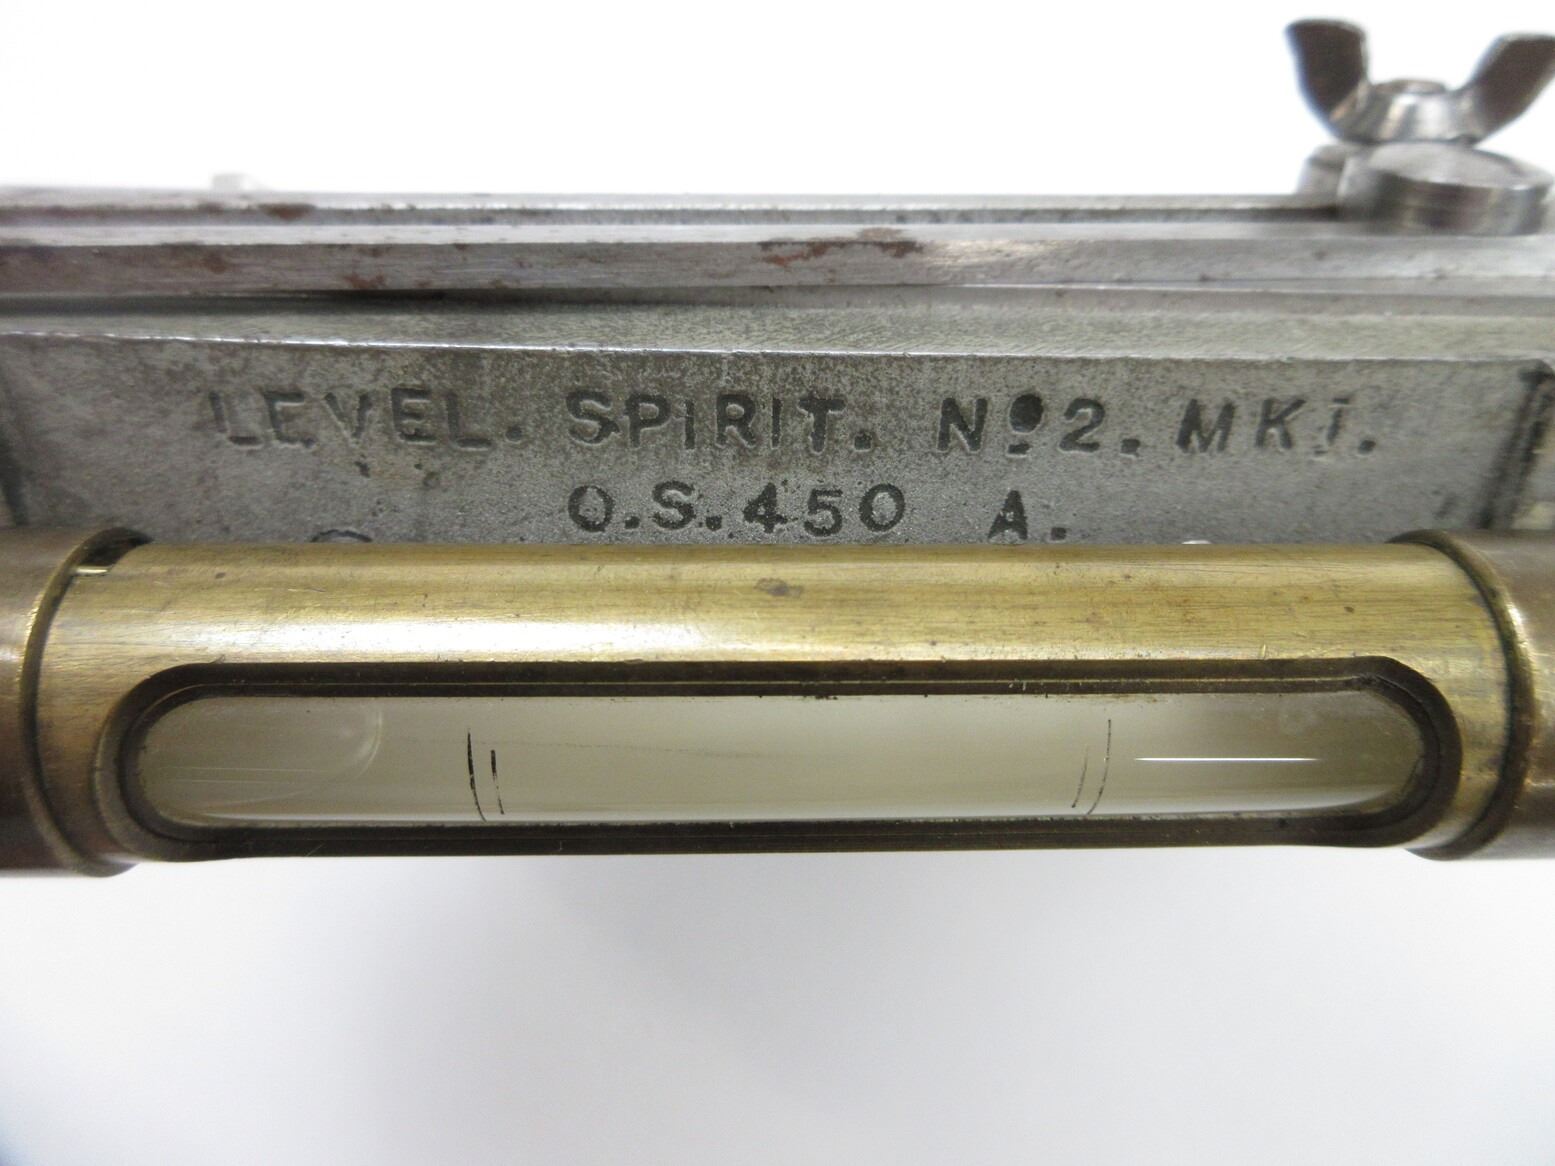 LEVEL. SPIRIT. Nº2. MKI.
O.S.450 A.